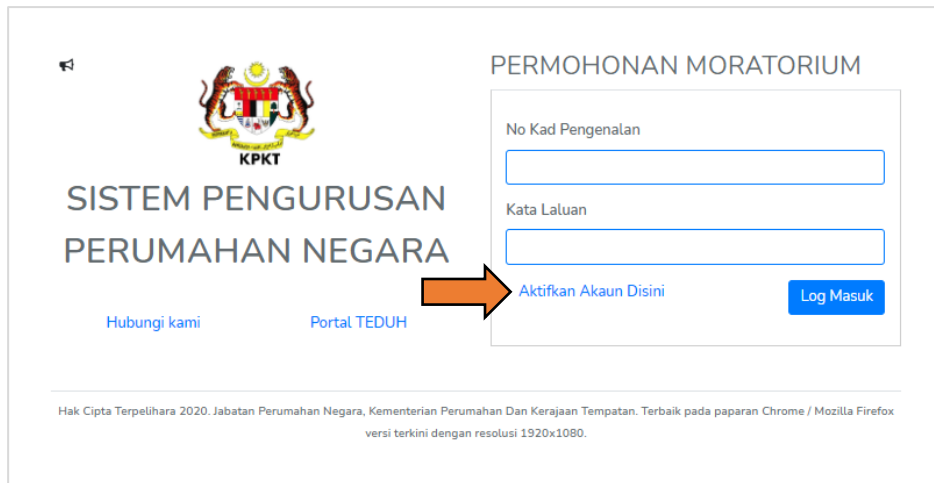 KPKT
SISTEM PENGURUSAN
PERUMAHAN NEGARA
Hubungi kami
Portal TEDUH
PERMOHONAN MORATORIUM
No Kad Pengenalan
Kata Laluan
Aktifkan Akaun Disini
Log Masuk
Hak Cipta Terpelihara 2020. Jabatan Perumahan Negara, Kementerian Perumahan Dan Kerajaan Tempatan. Terbaik pada paparan Chrome / Mozilla Firefox
versi terkini dengan resolusi 1920x1080.